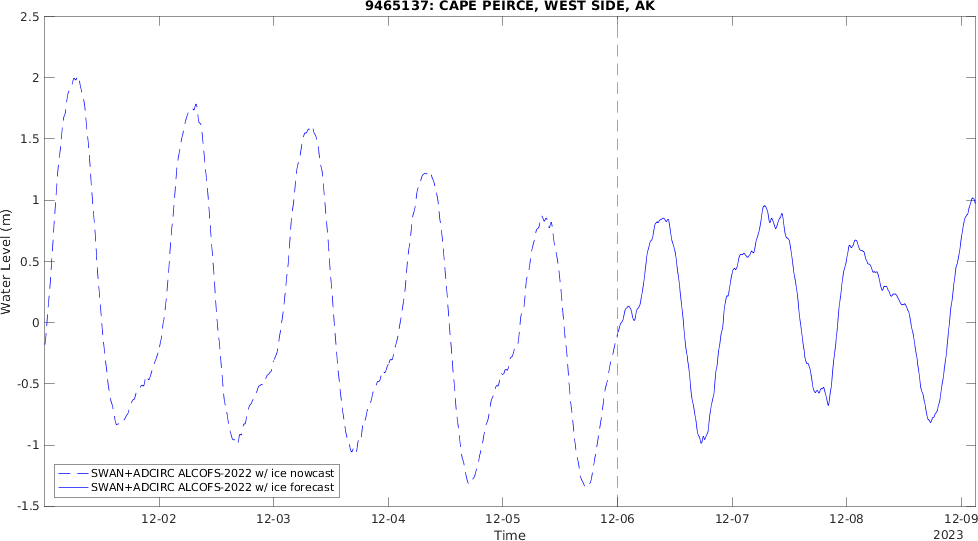 9465137: CAPE PEIRCE, WEST SIDE, AK
2.5
2
1.5
1
0.5
0
-0.5
-1
-1.5
Water Level (m)
SWAN+ADCIRC ALCOFS-2022 w/ ice nowcast
SWAN+ADCIRC ALCOFS-2022 w/ ice forecast
12-02 12-03 12-04 12-05 12-06 12-07 12-08 12-09
Time
2023